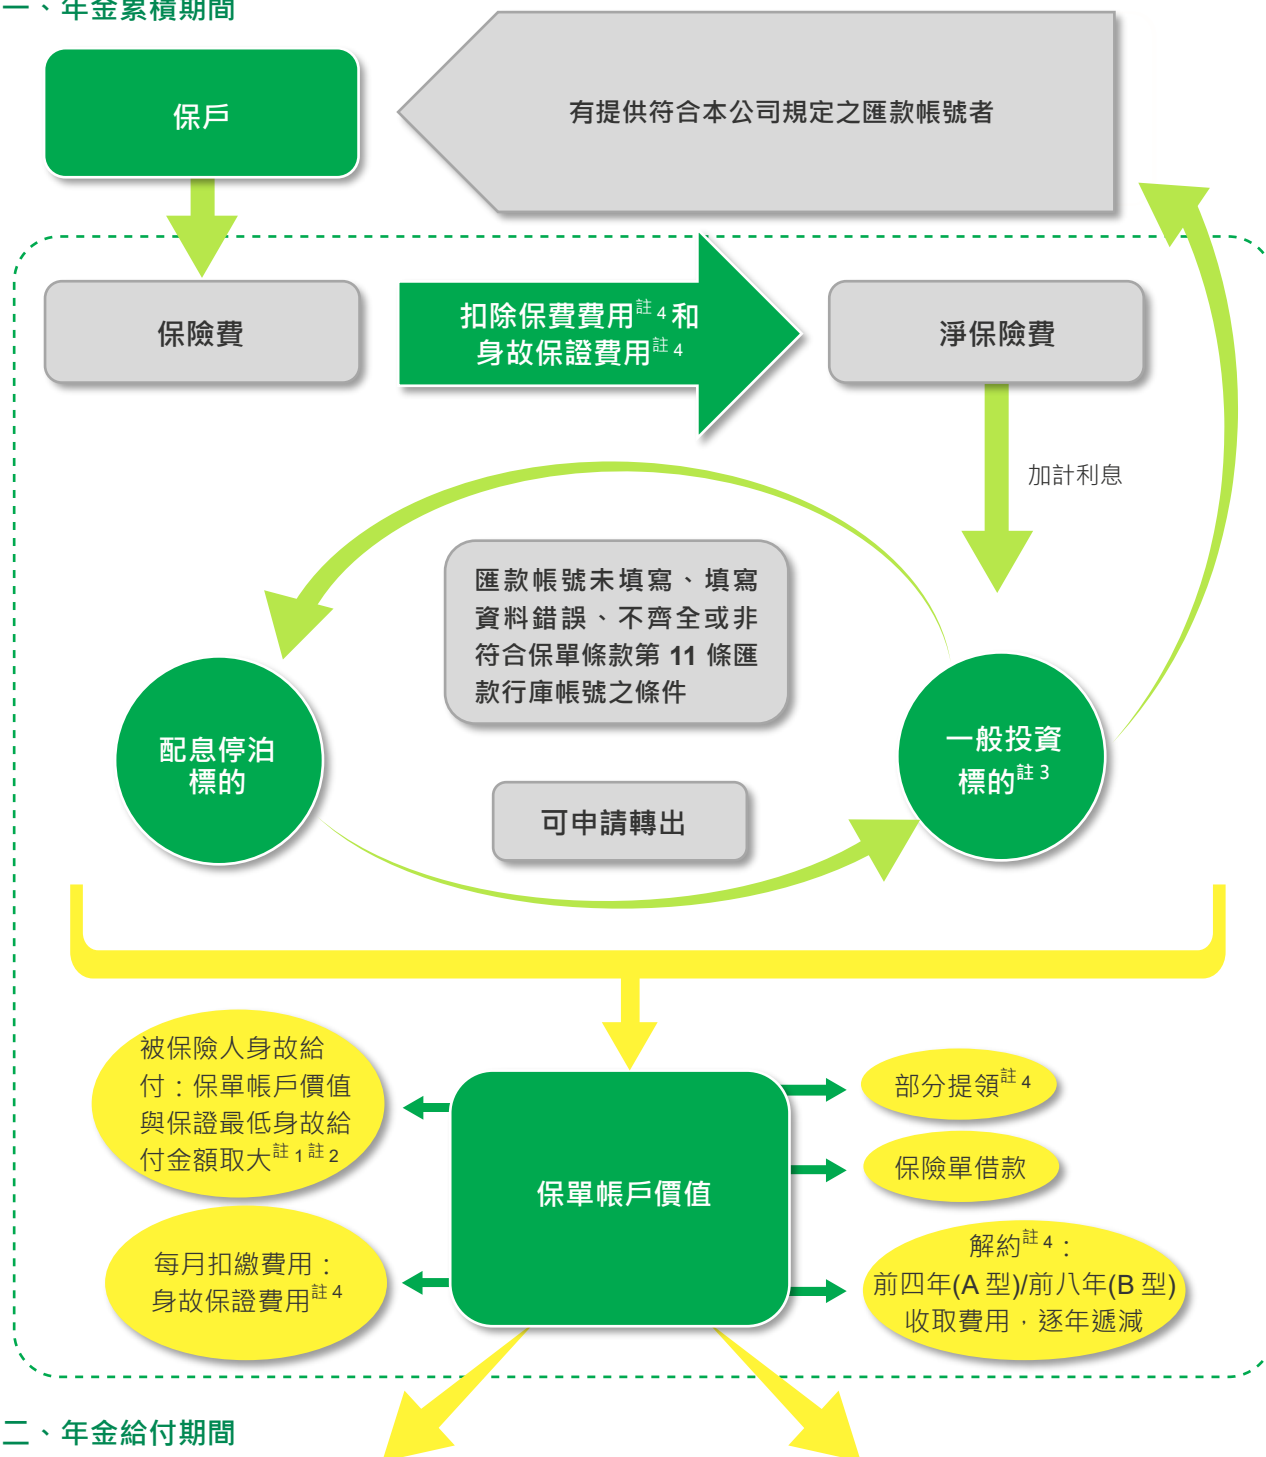 一、年金累積期間
保戶
有提供符合本公司規定之匯款帳號者
保險費
扣除保費費用註4和
身故保證費用註4
淨保險費
加計利息
匯款帳號未填寫、填寫
資料錯誤、不齊全或非
符合保單條款第 11 條匯
款行庫帳號之條件
配息停泊
標的
一般投資
標的註3
可申請轉出
被保險人身故給
付：保單帳戶價值
與保證最低身故給
付金額取大註1註2
部分提領註4
保險單借款
保單帳戶價值
每月扣繳費用：
身故保證費用註4
解約註4：
前四年(A 型)/前八年(B 型)
收取費用，逐年遞減
二、年金給付期間